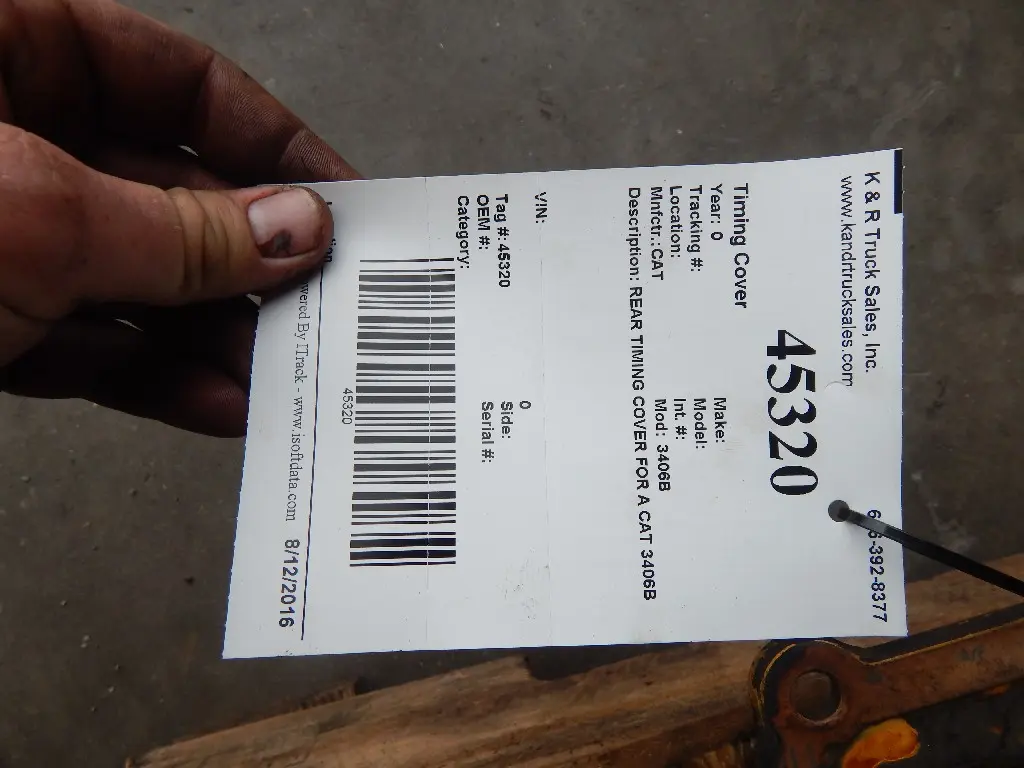 K & R Truck Sales, Inc.
www.kandrtrucksales.com
-392-8377
45320
Timing Cover
Year: 0 Make:
Tracking #: Model:
Location: Int. #:
Mnfctr.: CAT Mod: 3406B
Description: REAR TIMING COVER FOR A CAT 3406B
VIN:
0
Tag #: 45320 Side:
OEM #: Serial #:
Category:
45320
By ITrack - www.isoftdata.com 8/12/2016